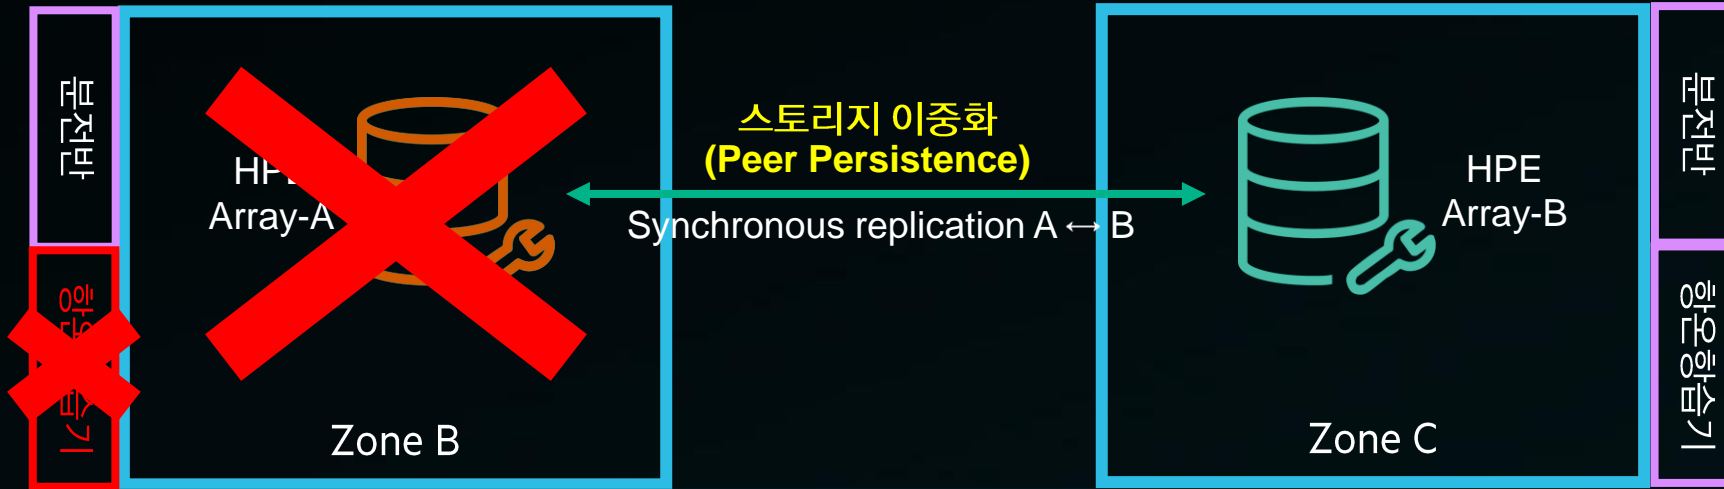 분전반
HPE
Array-A
Zone B
스토리지 이중화
(Peer Persistence)
Synchronous replication A ↔ B
HPE
Array-B
Zone C
분전반
항온항습기